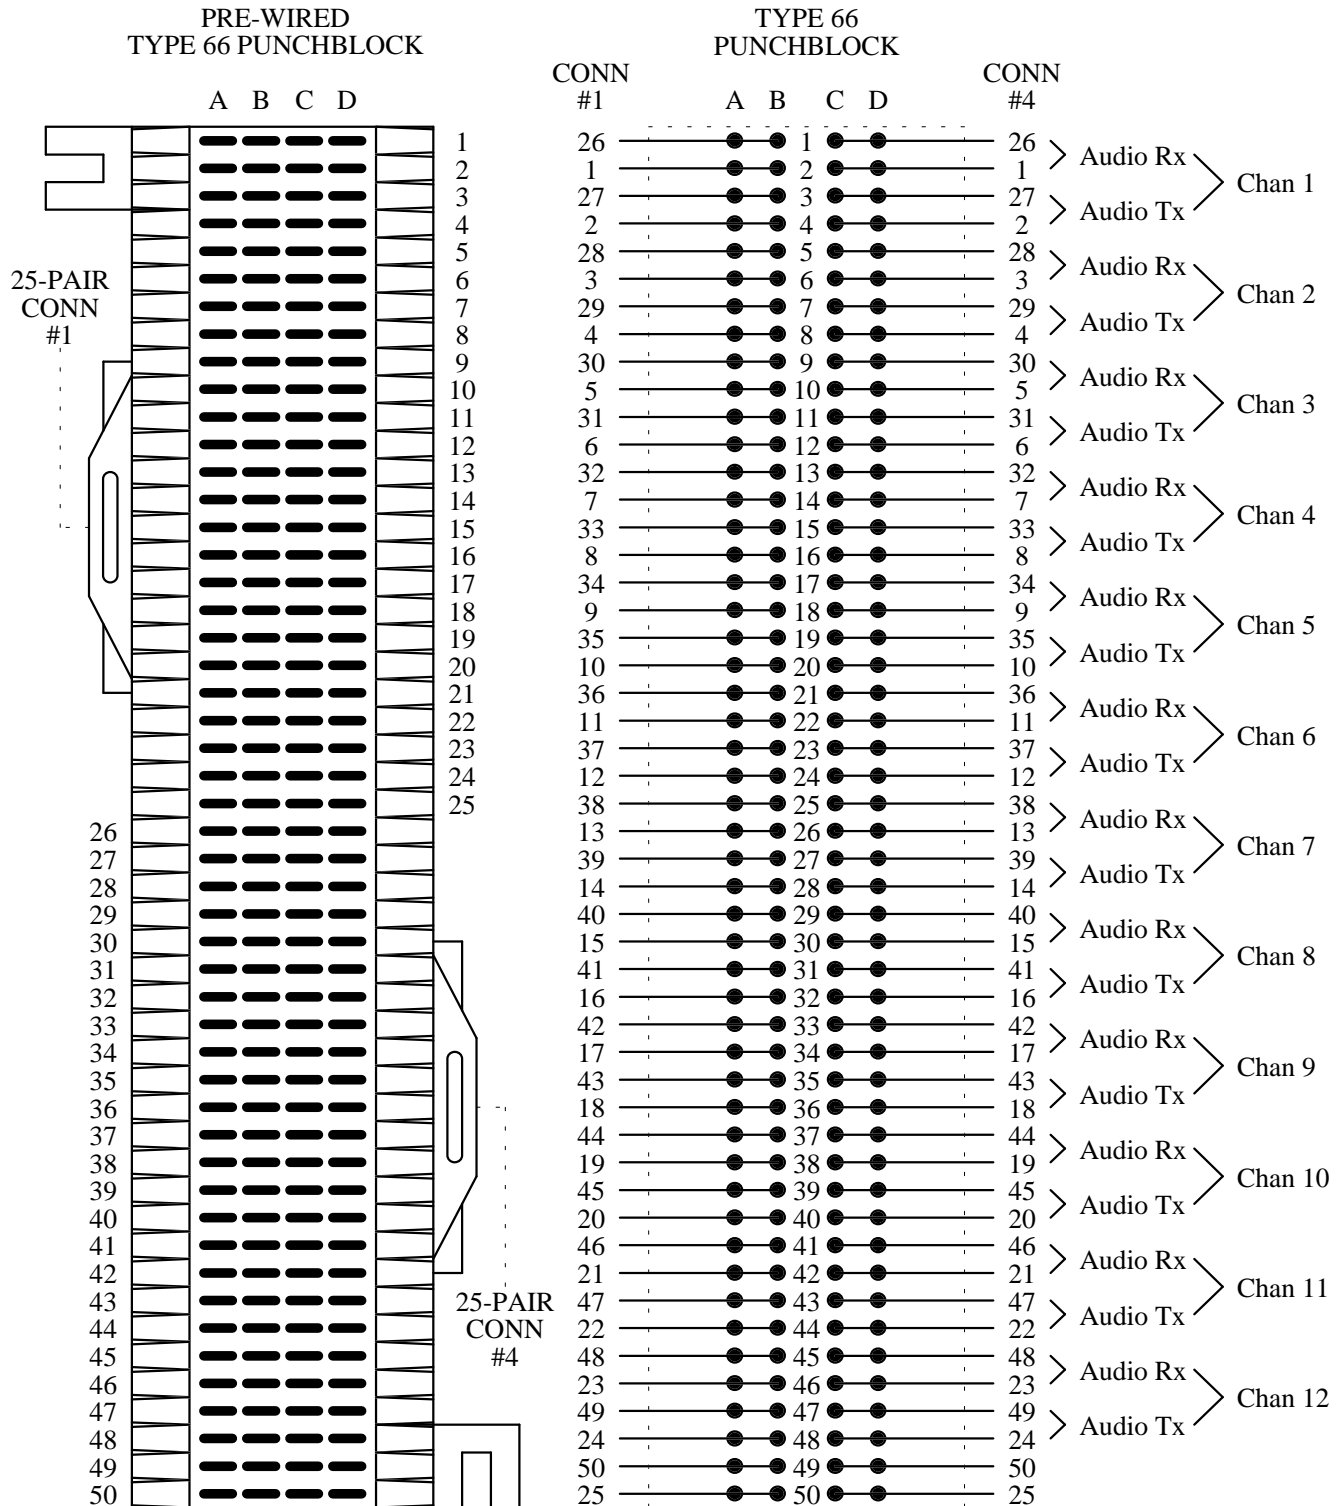 PRE-WIRED
TYPE 66 PUNCHBLOCK
TYPE 66
PUNCHBLOCK
CONN
#1
CONN
#4
A B C D
A B C D
1 26 1 26
2 1 2 1 Audio Rx
3 27 3 27 Chan 1
4 2 4 2 Audio Tx
5 28 5 28
6 3 6 3 Audio Rx
7 29 7 29 Chan 2
8 4 8 4 Audio Tx
25-PAIR
CONN
#1
9 30 9 30
10 5 10 5 Audio Rx
11 31 11 31 Chan 3
12 6 12 6 Audio Tx
13 32 13 32
14 7 14 7 Audio Rx
15 33 15 33 Chan 4
16 8 16 8 Audio Tx
17 34 17 34
18 9 18 9 Audio Rx
19 35 19 35 Chan 5
20 10 20 10 Audio Tx
21 36 21 36
22 11 22 11 Audio Rx
23 37 23 37 Chan 6
24 12 24 12 Audio Tx
25 38 25 38
26 13 26 13 Audio Rx
27 39 27 39 Chan 7
28 14 28 14 Audio Tx
29 40 29 40
30 15 30 15 Audio Rx
31 41 31 41 Chan 8
32 16 32 16 Audio Tx
33 42 33 42
34 17 34 17 Audio Rx
35 43 35 43 Chan 9
36 18 36 18 Audio Tx
37 44 37 44
38 19 38 19 Audio Rx
39 45 39 45 Chan 10
40 20 40 20 Audio Tx
41 46 41 46
42 21 42 21 Audio Rx
43 47 43 47 Chan 11
44 22 44 22 Audio Tx
25-PAIR
CONN
#4
45 48 45 48
46 23 46 23 Audio Rx
47 49 47 49 Chan 12
48 24 48 24 Audio Tx
49 50 49 50
50 25 50 25